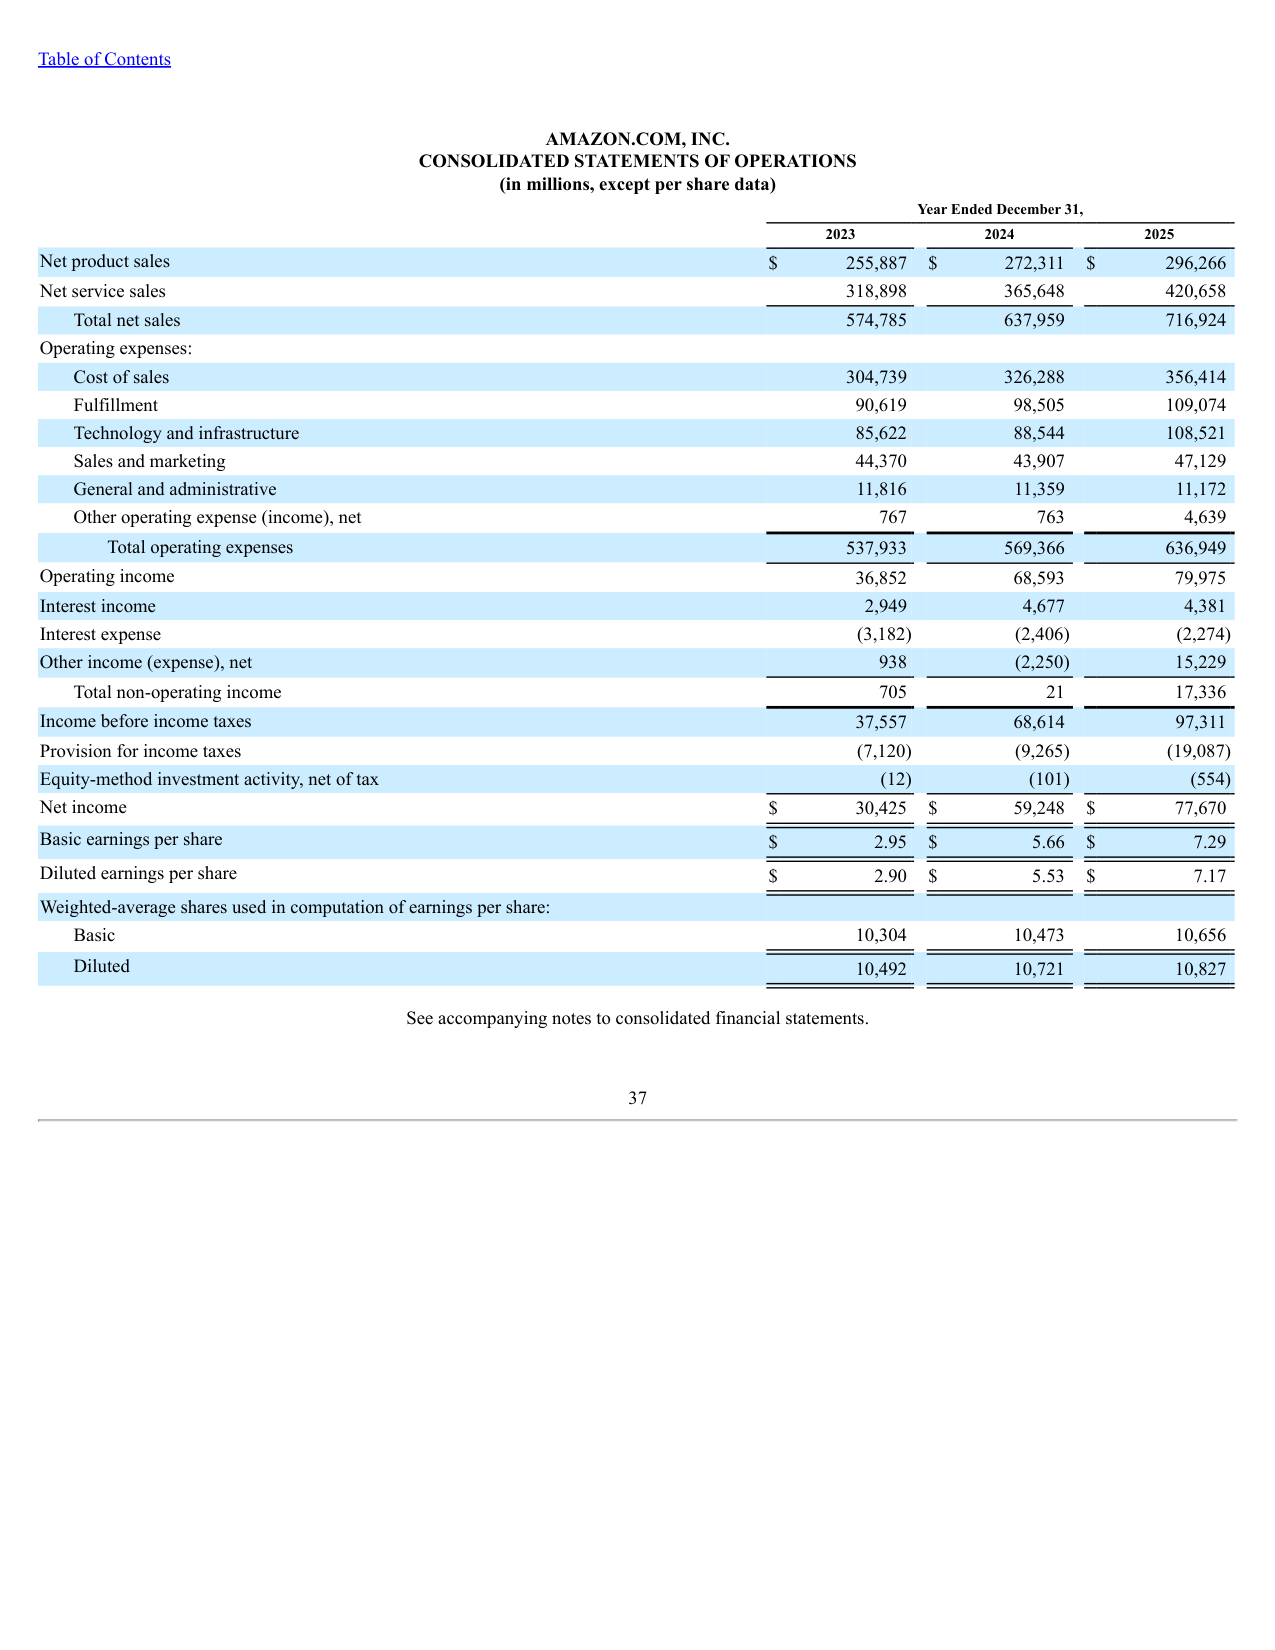 Table of Contents
AMAZON.COM, INC.
CONSOLIDATED STATEMENTS OF OPERATIONS
(in millions, except per share data)
Year Ended December 31,
2023 2024 2025
Net product sales $ 255,887 $ 272,311 $ 296,266
Net service sales 318,898 365,648 420,658
Total net sales 574,785 637,959 716,924
Operating expenses:
Cost of sales 304,739 326,288 356,414
Fulfillment 90,619 98,505 109,074
Technology and infrastructure 85,622 88,544 108,521
Sales and marketing 44,370 43,907 47,129
General and administrative 11,816 11,359 11,172
Other operating expense (income), net 767 763 4,639
Total operating expenses 537,933 569,366 636,949
Operating income 36,852 68,593 79,975
Interest income 2,949 4,677 4,381
Interest expense (3,182) (2,406) (2,274)
Other income (expense), net 938 (2,250) 15,229
Total non-operating income 705 21 17,336
Income before income taxes 37,557 68,614 97,311
Provision for income taxes (7,120) (9,265) (19,087)
Equity-method investment activity, net of tax (12) (101) (554)
Net income $ 30,425 $ 59,248 $ 77,670
Basic earnings per share $ 2.95 $ 5.66 $ 7.29
Diluted earnings per share $ 2.90 $ 5.53 $ 7.17
Weighted-average shares used in computation of earnings per share:
Basic 10,304 10,473 10,656
Diluted 10,492 10,721 10,827
See accompanying notes to consolidated financial statements.
37